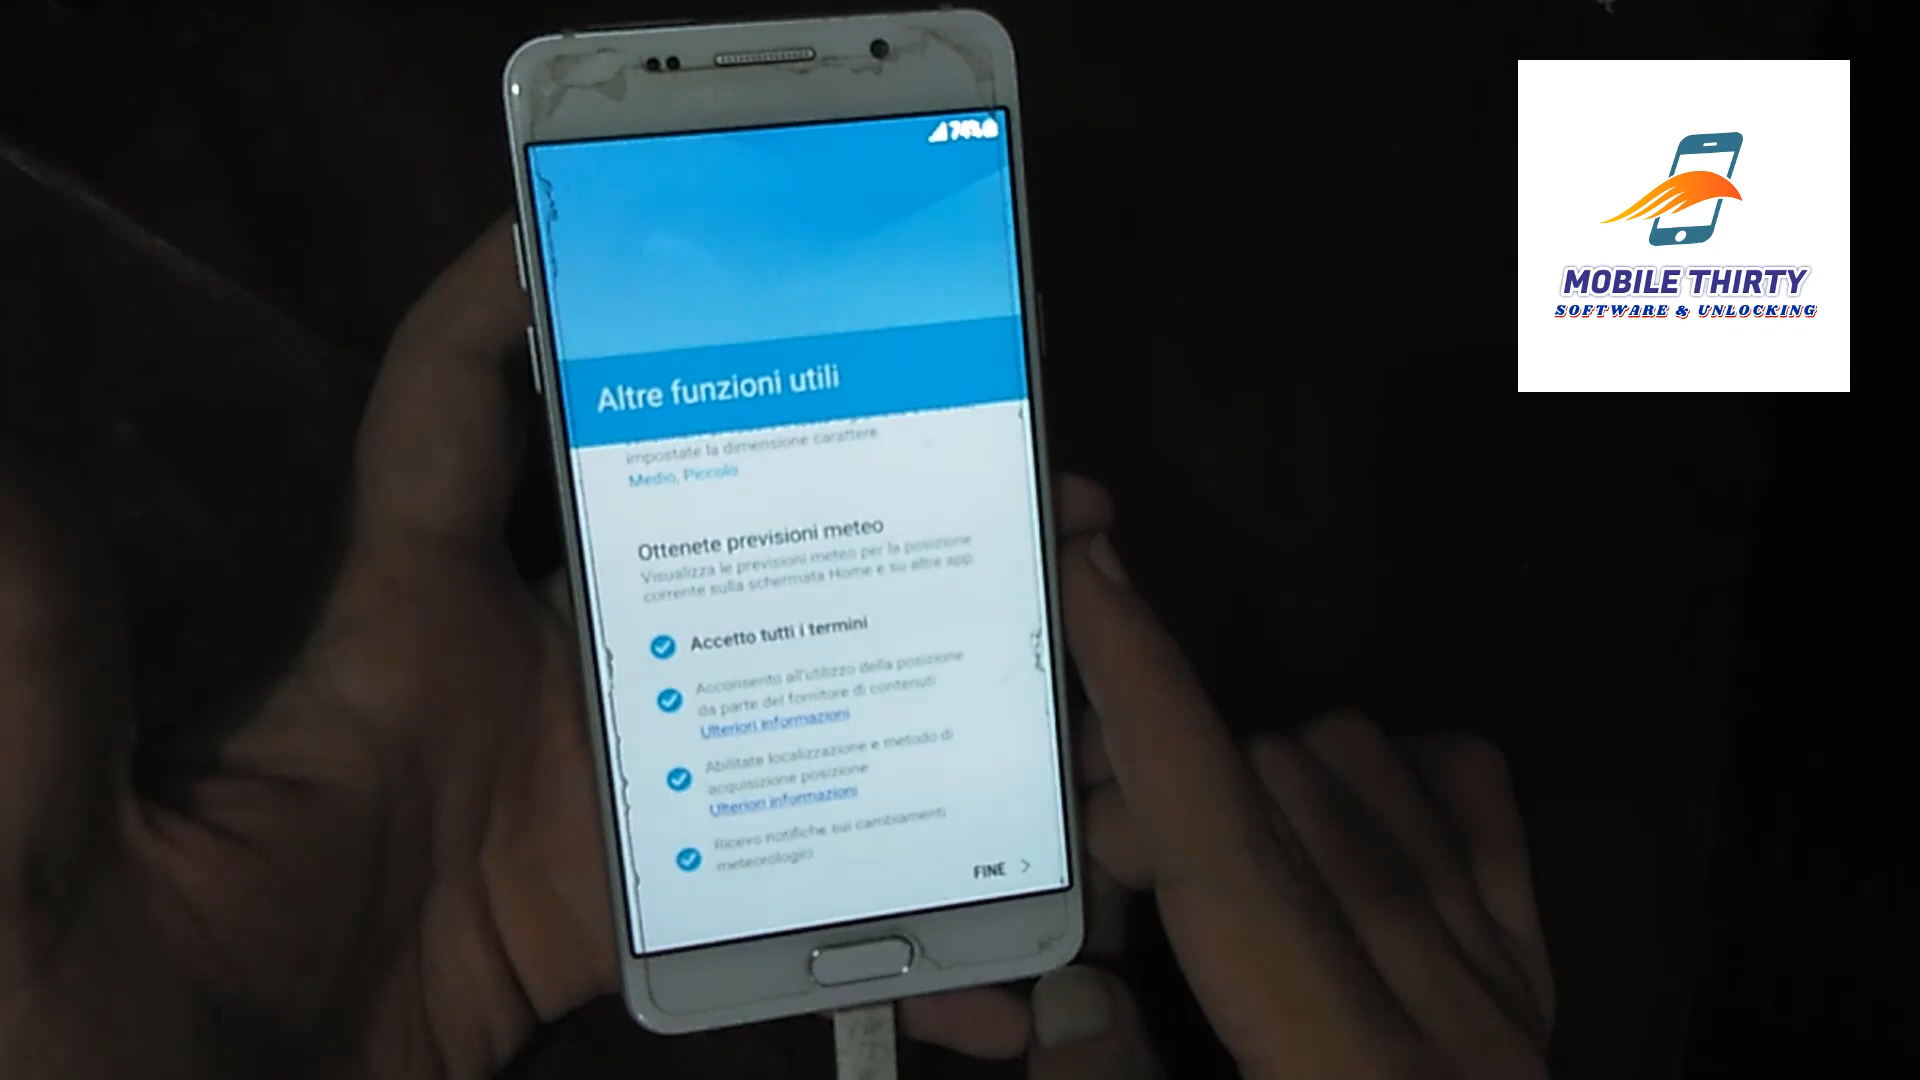 74%
Altre funzioni utili
impostate la dimensione carattere
Medio, Piccolo
Ottenete previsioni meteo
Visualizza le previsioni meteo per la posizione
corrente sulla schermata Home e su altre app
Accetto tutti i termini
Acconsento all'utilizzo della posizione
da parte del fornitore di contenuti
Ulteriori informazioni
Abilitate localizzazione e metodo di
acquisizione posizione
Ulteriori informazioni
Ricevo notifiche sui cambiamenti
meteorologici
FINE
MOBILE THIRTY
SOFTWARE & UNLOCKING